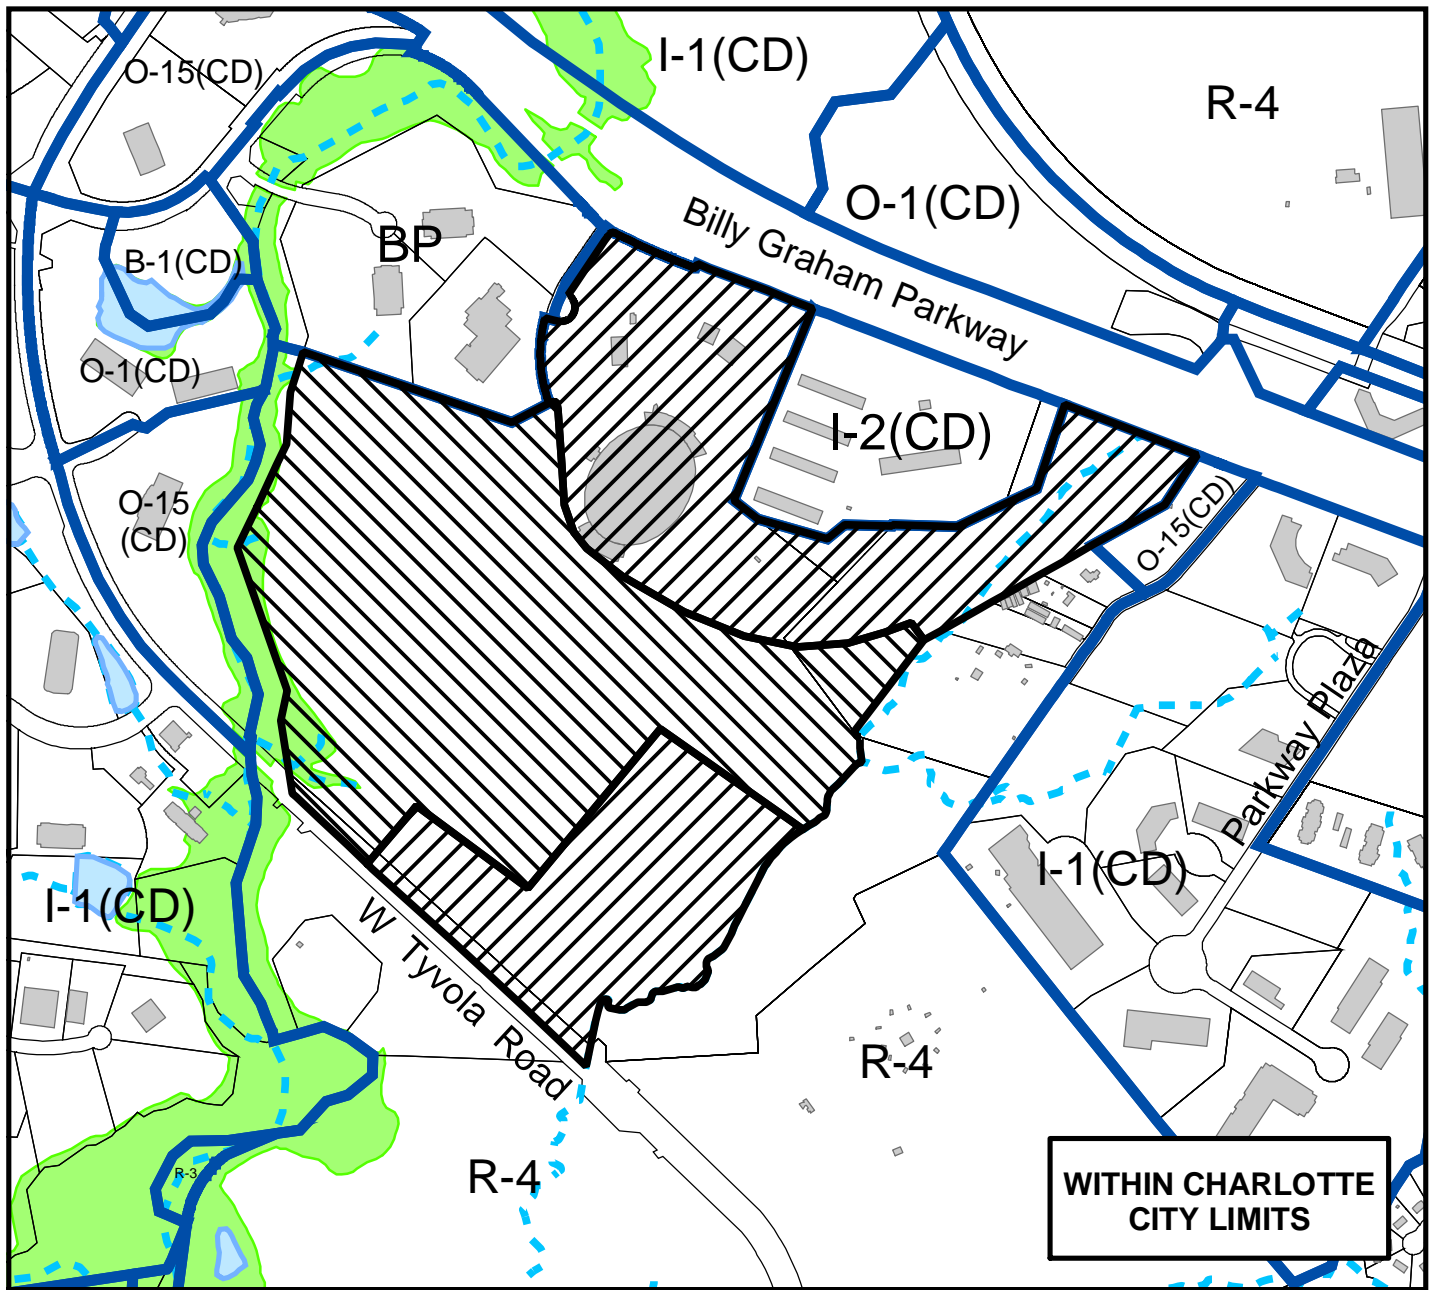 I-1(CD)
O-15(CD)
R-4
O-1(CD)
Billy Graham Parkway
BP
B-1(CD)
O-1(CD)
I-2(CD)
O-15
(CD)
O-15(CD)
Parkway Plaza
I-1(CD)
I-1(CD)
W Tyvola Road
R-4
R-4
R-3
WITHIN CHARLOTTE
CITY LIMITS